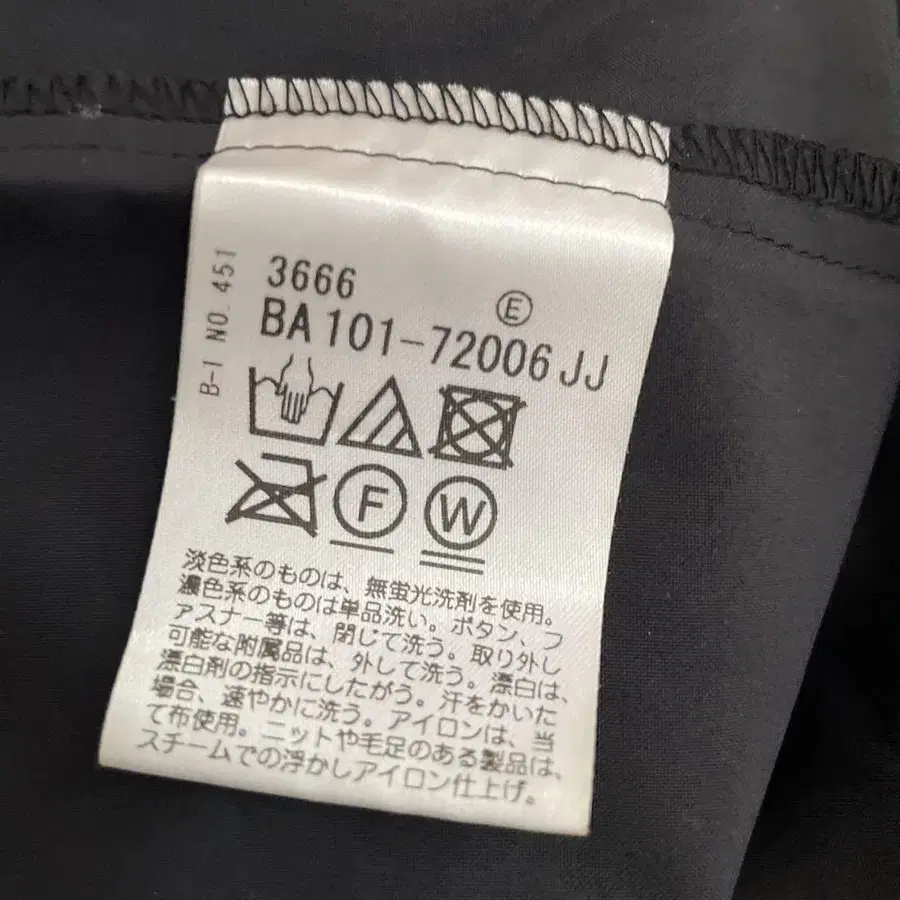 B-1 NO. 451
3666
Ⓔ
BA101-72006JJ
F
W
淡色系のものは、無蛍光洗剤を使用。
濃色系のものは単品洗い。ボタン、フ
ァスナー等は、閉じて洗う。取り外し
可能な附属品は、外して洗う。漂白は、
漂白剤の指示にしたがう。汗をかいた
場合、速やかに洗う。アイロンは、当
て布使用。ニットや毛足のある製品は、
スチームでの浮かしアイロン仕上げ。